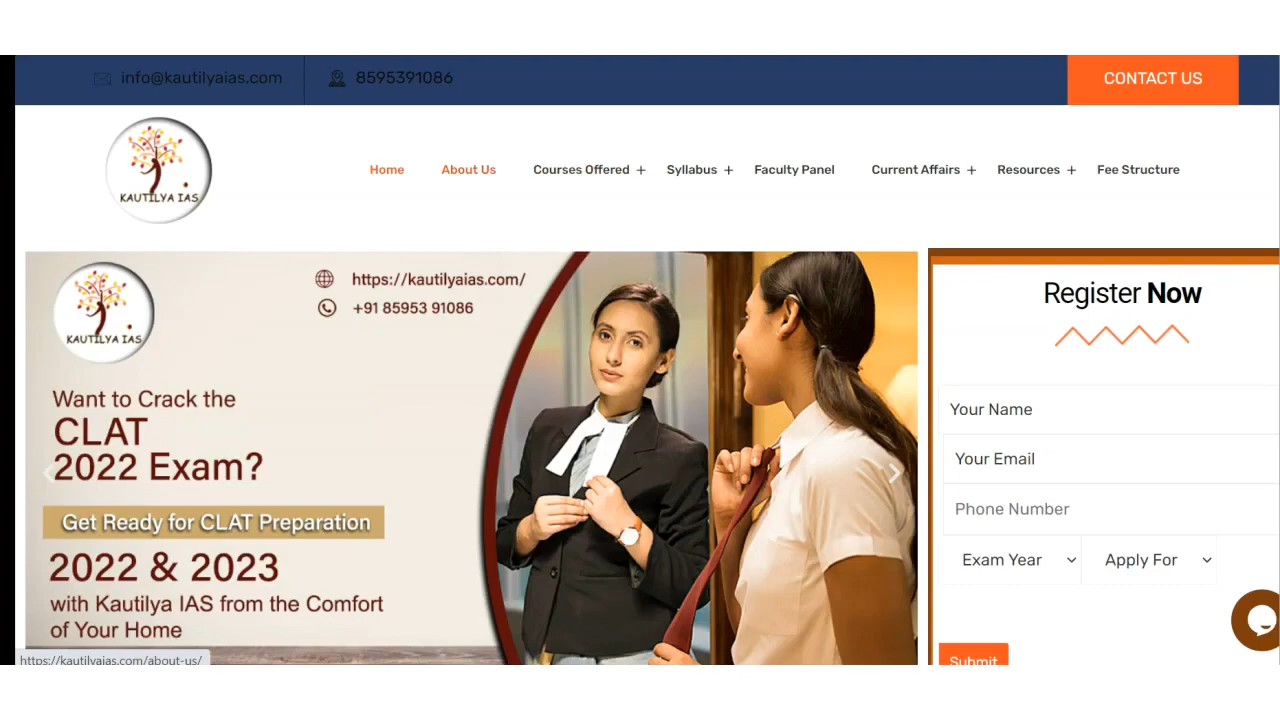 info@kautilyaias.com
8595391086
CONTACT US
KAUTILYA IAS
Home
About Us
Courses Offered +
Syllabus +
Faculty Panel
Current Affairs +
Resources +
Fee Structure
KAUTILYA IAS
https://kautilyaias.com/
+91 85953 91086
Want to Crack the
CLAT
2022 Exam?
Get Ready for CLAT Preparation
2022 & 2023
with Kautilya IAS from the Comfort
of Your Home
Register Now
Your Name
Your Email
Phone Number
Exam Year
Apply For
Submit
https://kautilyaias.com/about-us/